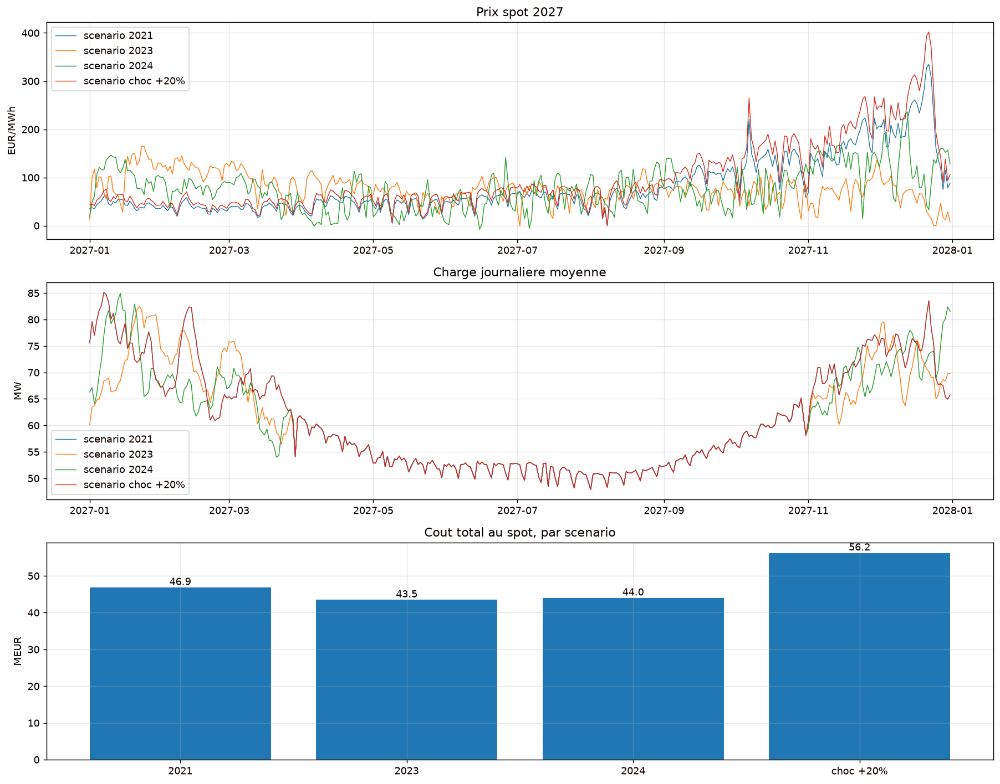 Prix spot 2027
EUR/MWh
400
300
200
100
0
scenario 2021
scenario 2023
scenario 2024
scenario choc +20%
2027-01
2027-03
2027-05
2027-07
2027-09
2027-11
2028-01
Charge journaliere moyenne
MW
85
80
75
70
65
60
55
50
scenario 2021
scenario 2023
scenario 2024
scenario choc +20%
2027-01
2027-03
2027-05
2027-07
2027-09
2027-11
2028-01
Cout total au spot, par scenario
MEUR
50
40
30
20
10
0
46.9
43.5
44.0
56.2
2021
2023
2024
choc +20%